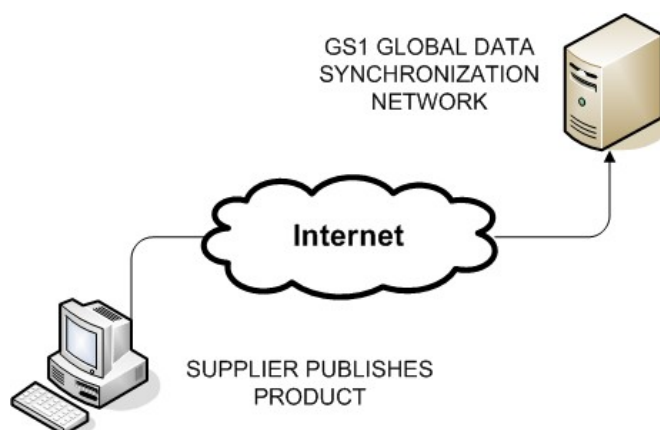 GS1 GLOBAL DATA
SYNCHRONIZATION
NETWORK
Internet
SUPPLIER PUBLISHES
PRODUCT